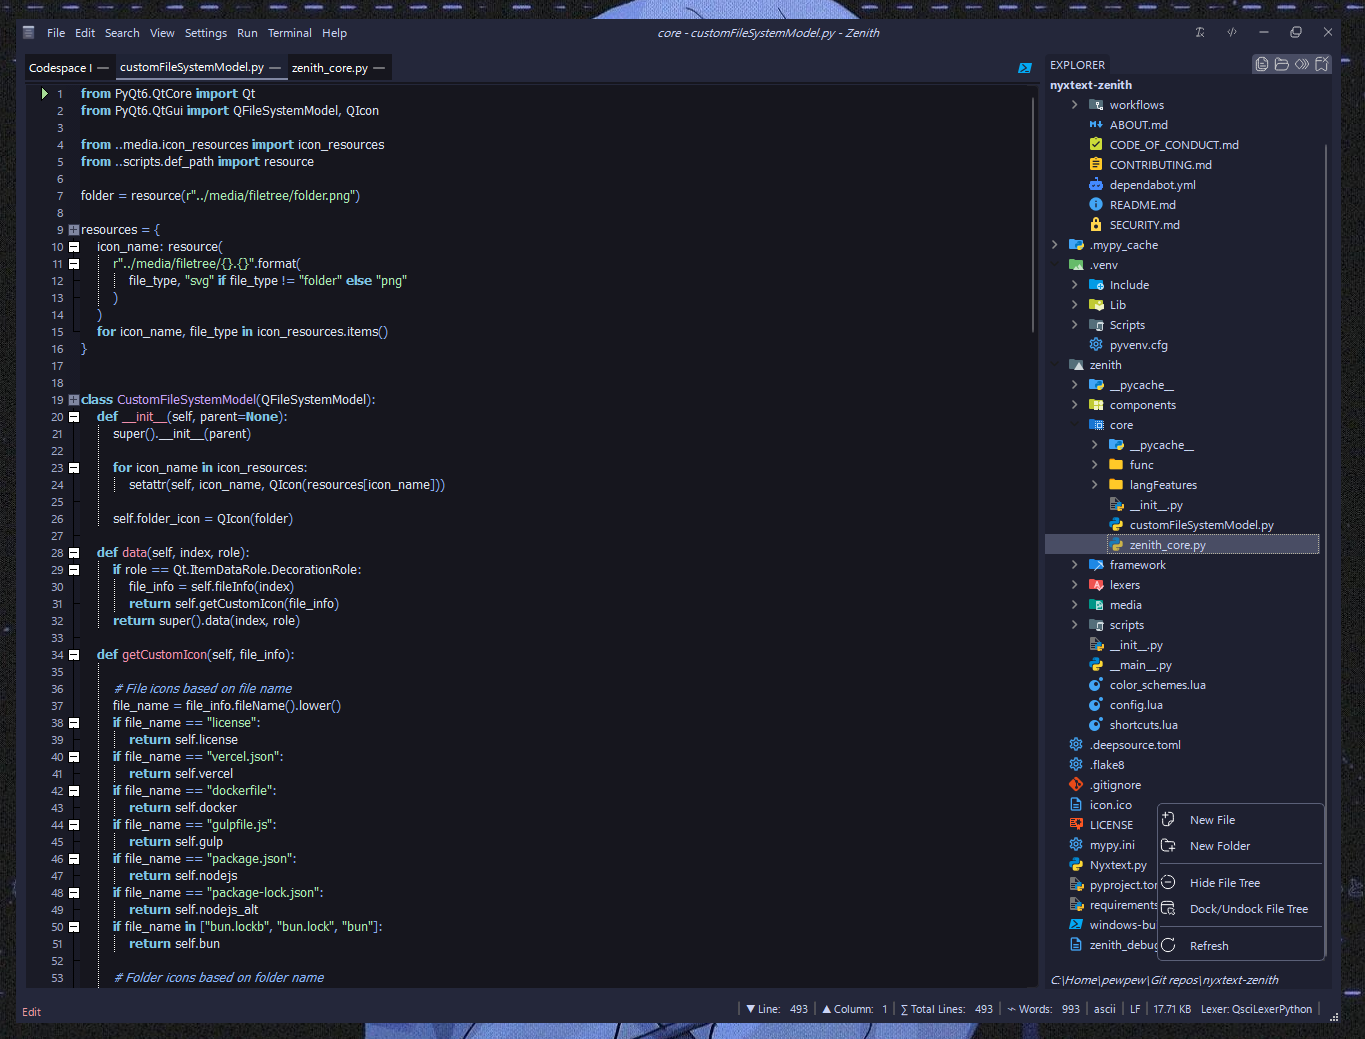 File Edit Search View Settings Run Terminal Help
core - customFileSystemModel.py - Zenith
Codespace I
customFileSystemModel.py
zenith_core.py
1 from PyQt6.QtCore import Qt
2 from PyQt6.QtGui import QFileSystemModel, QIcon
3
4 from ..media.icon_resources import icon_resources
5 from ..scripts.def_path import resource
6
7 folder = resource(r"../media/filetree/folder.png")
8
9 resources = {
10 icon_name: resource(
11 r"../media/filetree/{}.{}".format(
12 file_type, "svg" if file_type != "folder" else "png"
13 )
14 )
15 for icon_name, file_type in icon_resources.items()
16 }
17
18
19 class CustomFileSystemModel(QFileSystemModel):
20 def __init__(self, parent=None):
21 super().__init__(parent)
22
23 for icon_name in icon_resources:
24 setattr(self, icon_name, QIcon(resources[icon_name]))
25
26 self.folder_icon = QIcon(folder)
27
28 def data(self, index, role):
29 if role == Qt.ItemDataRole.DecorationRole:
30 file_info = self.fileInfo(index)
31 return self.getCustomIcon(file_info)
32 return super().data(index, role)
33
34 def getCustomIcon(self, file_info):
35
36 # File icons based on file name
37 file_name = file_info.fileName().lower()
38 if file_name == "license":
39 return self.license
40 if file_name == "vercel.json":
41 return self.vercel
42 if file_name == "dockerfile":
43 return self.docker
44 if file_name == "gulpfile.js":
45 return self.gulp
46 if file_name == "package.json":
47 return self.nodejs
48 if file_name == "package-lock.json":
49 return self.nodejs_alt
50 if file_name in ["bun.lockb", "bun.lock", "bun"]:
51 return self.bun
52
53 # Folder icons based on folder name
EXPLORER
nyxtext-zenith
workflows
ABOUT.md
CODE_OF_CONDUCT.md
CONTRIBUTING.md
dependabot.yml
README.md
SECURITY.md
.mypy_cache
.venv
Include
Lib
Scripts
pyvenv.cfg
zenith
__pycache__
components
core
__pycache__
func
langFeatures
__init__.py
customFileSystemModel.py
zenith_core.py
framework
lexers
media
scripts
__init__.py
__main__.py
color_schemes.lua
config.lua
shortcuts.lua
.deepsource.toml
.flake8
.gitignore
icon.ico
LICENSE
mypy.ini
Nyxtext.py
pyproject.tor
requirements
windows-bu
zenith_debug
New File
New Folder
Hide File Tree
Dock/Undock File Tree
Refresh
C:\Home\pewpew\Git repos\nyxtext-zenith
Edit
▼ Line: 493 | ▲ Column: 1 | ∑ Total Lines: 493 | ~ Words: 993 | ascii | LF | 17.71 KB Lexer: QsciLexerPython |